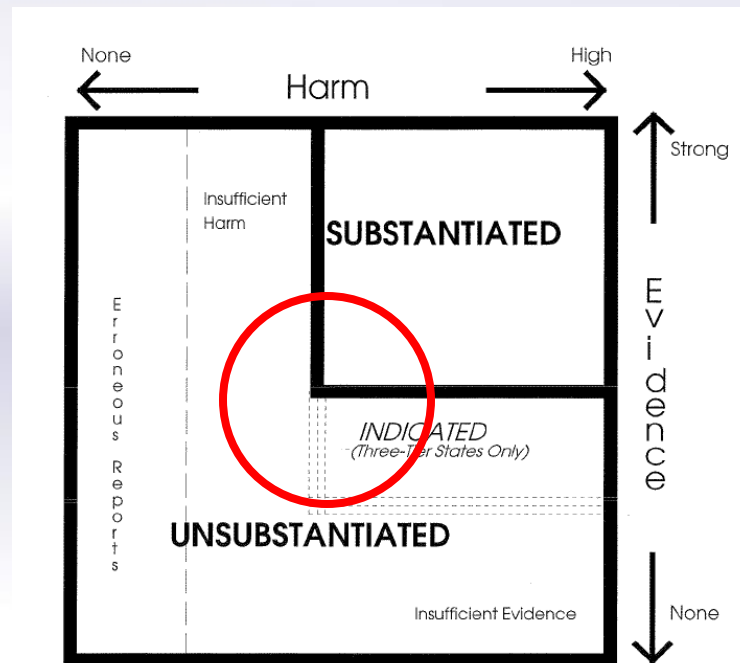 None
High
Harm
Strong
Insufficient
Harm
SUBSTANTIATED
Evidence
Erroneous Reports
INDICATED
(Three-Tier States Only)
UNSUBSTANTIATED
Insufficient Evidence
None